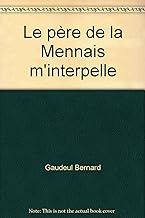 Le père de la
Mennais
m'interpelle
Gaudeul Bernard
Note: This is not the actual book cover